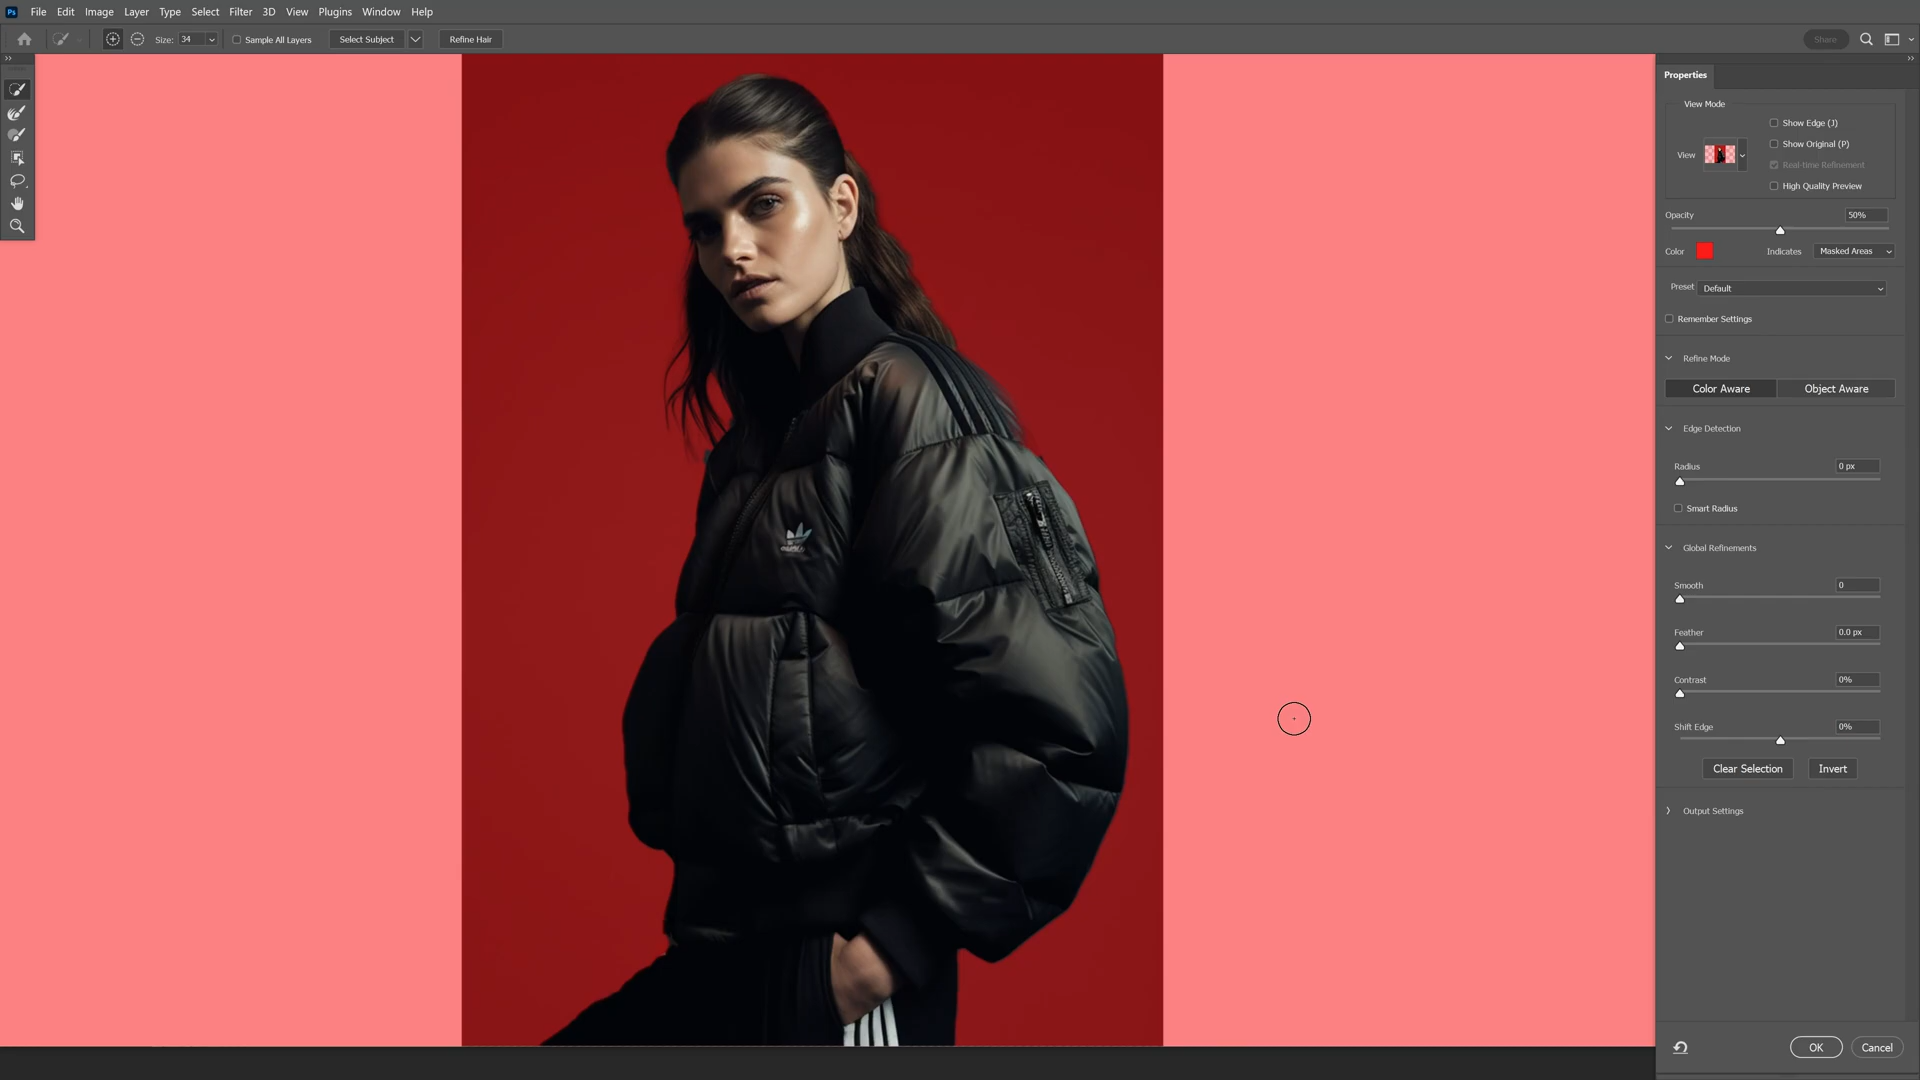 Ps File Edit Image Layer Type Select Filter 3D View Plugins Window Help
Size: 34 Sample All Layers Select Subject Refine Hair Share
Properties
View Mode
Show Edge (J)
Show Original (P)
View
Real-time Refinement
High Quality Preview
Opacity 50%
Color Indicates Masked Areas
Preset Default
Remember Settings
Refine Mode
Color Aware Object Aware
Edge Detection
Radius 0 px
Smart Radius
Global Refinements
Smooth 0
Feather 0.0 px
Contrast 0%
Shift Edge 0%
Clear Selection Invert
Output Settings
OK Cancel